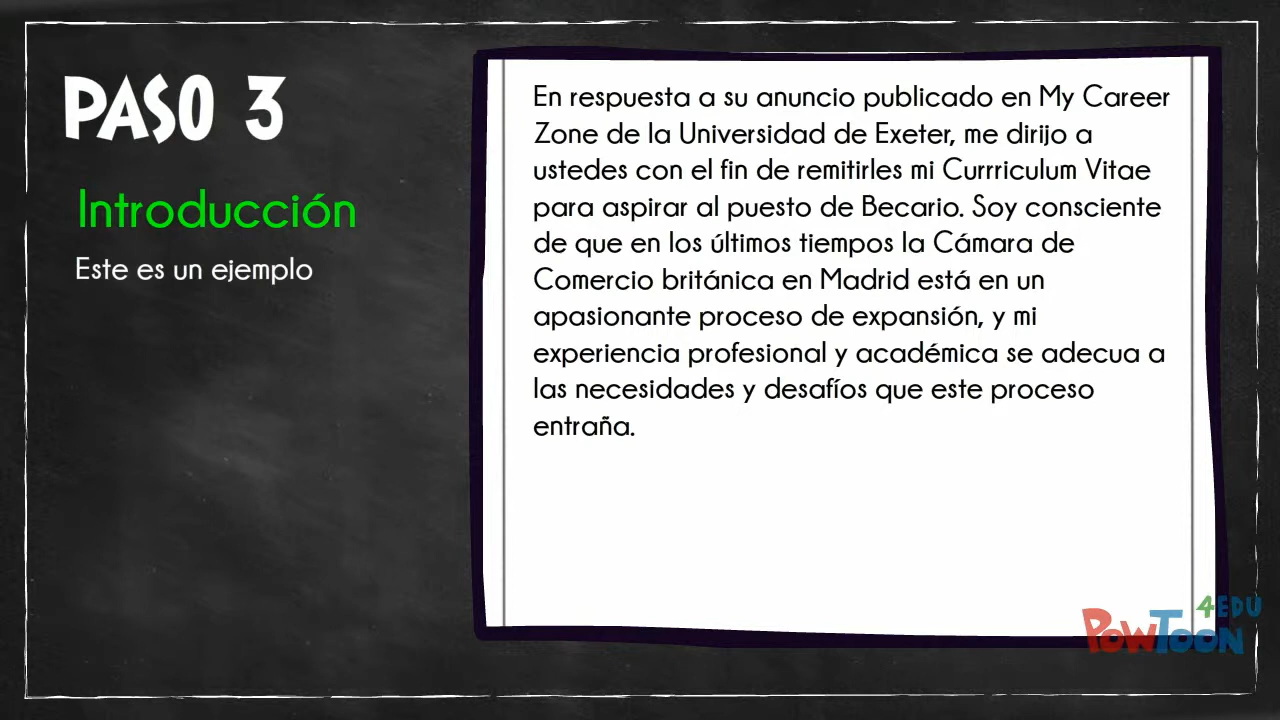 PASO 3
Introducción
Este es un ejemplo
En respuesta a su anuncio publicado en My Career
Zone de la Universidad de Exeter, me dirijo a
ustedes con el fin de remitirles mi Currriculum Vitae
para aspirar al puesto de Becario. Soy consciente
de que en los últimos tiempos la Cámara de
Comercio británica en Madrid está en un
apasionante proceso de expansión, y mi
experiencia profesional y académica se adecua a
las necesidades y desafíos que este proceso
entraña.
4EDU
POWTOON